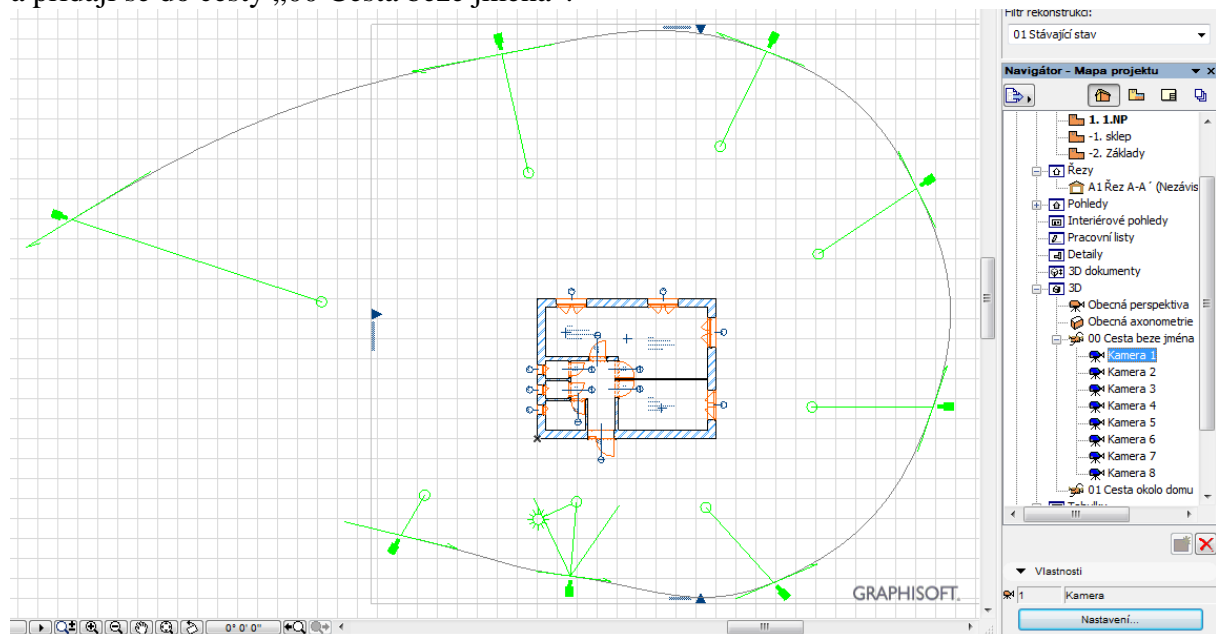 a přidají se do cesty „00 Cesta beze jména“.
Filtr rekonstrukcí:
01 Stávající stav
Navigátor - Mapa projektu
1. 1.NP
-1. sklep
-2. Základy
Řezy
A1 Řez A-A´ (Nezávis
Pohledy
Interiérové pohledy
Pracovní listy
Detaily
3D dokumenty
3D
Obecná perspektiva
Obecná axonometrie
00 Cesta beze jména
Kamera 1
Kamera 2
Kamera 3
Kamera 4
Kamera 5
Kamera 6
Kamera 7
Kamera 8
01 Cesta okolo domu
Tabulky
Vlastnosti
1 Kamera
Nastavení...
GRAPHISOFT.
0° 0' 0"